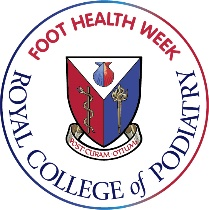 FOOT HEALTH WEEK
ROYAL COLLEGE of PODIATRY
POST CURAM OTIUM